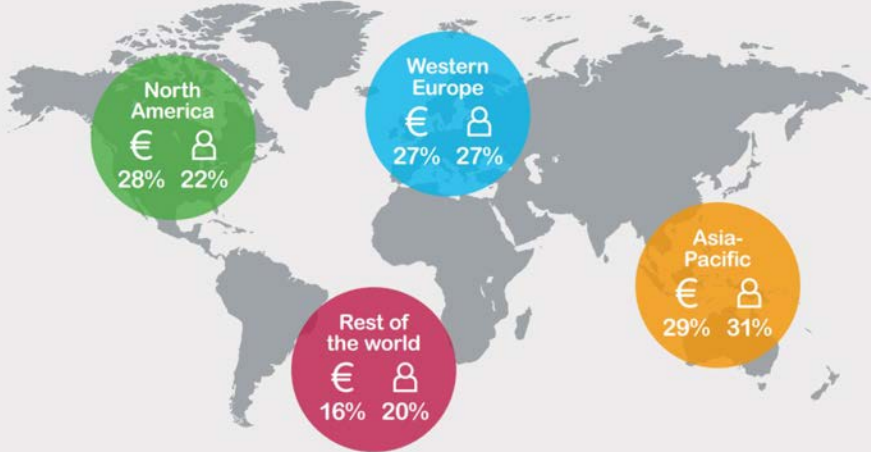 North
America
€
28% 22%
Western
Europe
€
27% 27%
Asia-
Pacific
€
29% 31%
Rest of
the world
€
16% 20%